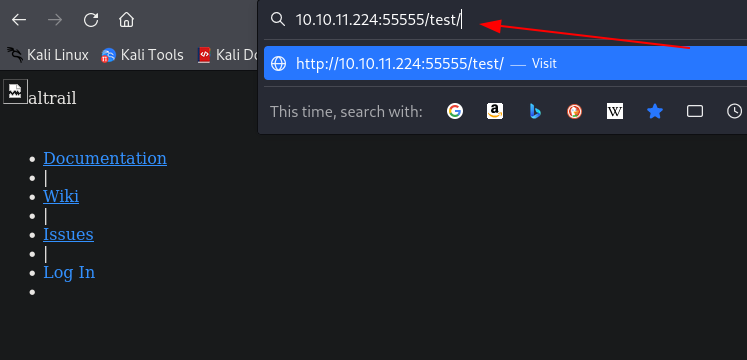 10.10.11.224:55555/test/
Kali Linux Kali Tools Kali Do
http://10.10.11.224:55555/test/ — Visit
This time, search with:
altrail
Documentation
|
Wiki
|
Issues
|
Log In